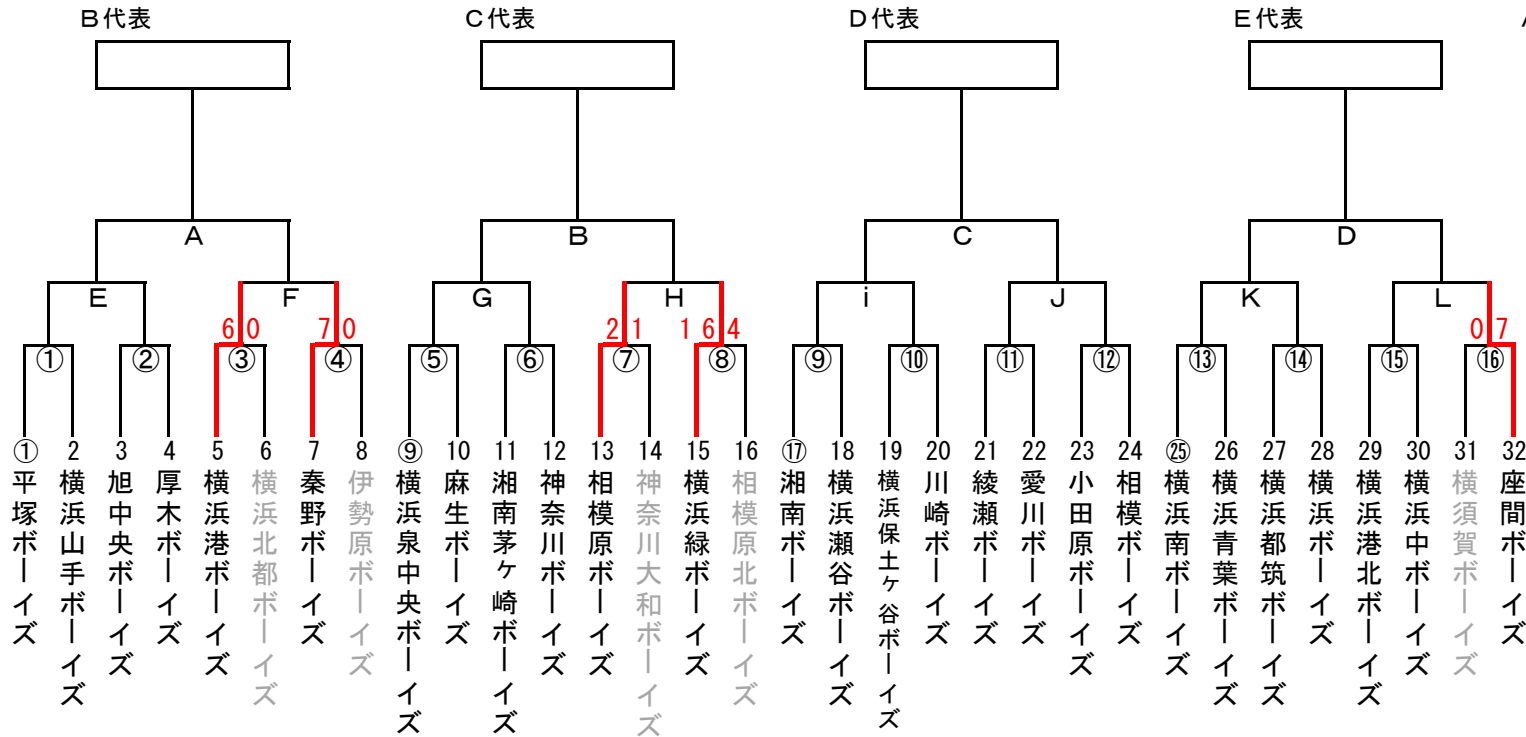 B代表 C代表 D代表 E代表
A B C D
E F G H i J K L
6 0 7 0 2 1 1 6 4 0 7
① ② ③ ④ ⑤ ⑥ ⑦ ⑧ ⑨ ⑩ ⑪ ⑫ ⑬ ⑭ ⑮ ⑯
① 平塚ボーイズ
2 横浜山手ボーイズ
3 旭中央ボーイズ
4 厚木ボーイズ
5 横浜港ボーイズ
6 横浜北都ボーイズ
7 秦野ボーイズ
8 伊勢原ボーイズ
⑨ 横浜泉中央ボーイズ
10 麻生ボーイズ
11 湘南茅ヶ崎ボーイズ
12 神奈川ボーイズ
13 相模原ボーイズ
14 神奈川大和ボーイズ
15 横浜緑ボーイズ
16 相模原北ボーイズ
⑰ 湘南ボーイズ
18 横浜瀬谷ボーイズ
19 横浜保土ヶ谷ボーイズ
20 川崎ボーイズ
21 綾瀬ボーイズ
22 愛川ボーイズ
23 小田原ボーイズ
24 相模ボーイズ
㉕ 横浜南ボーイズ
26 横浜青葉ボーイズ
27 横浜都筑ボーイズ
28 横浜ボーイズ
29 横浜港北ボーイズ
30 横浜中ボーイズ
31 横須賀ボーイズ
32 座間ボーイズ